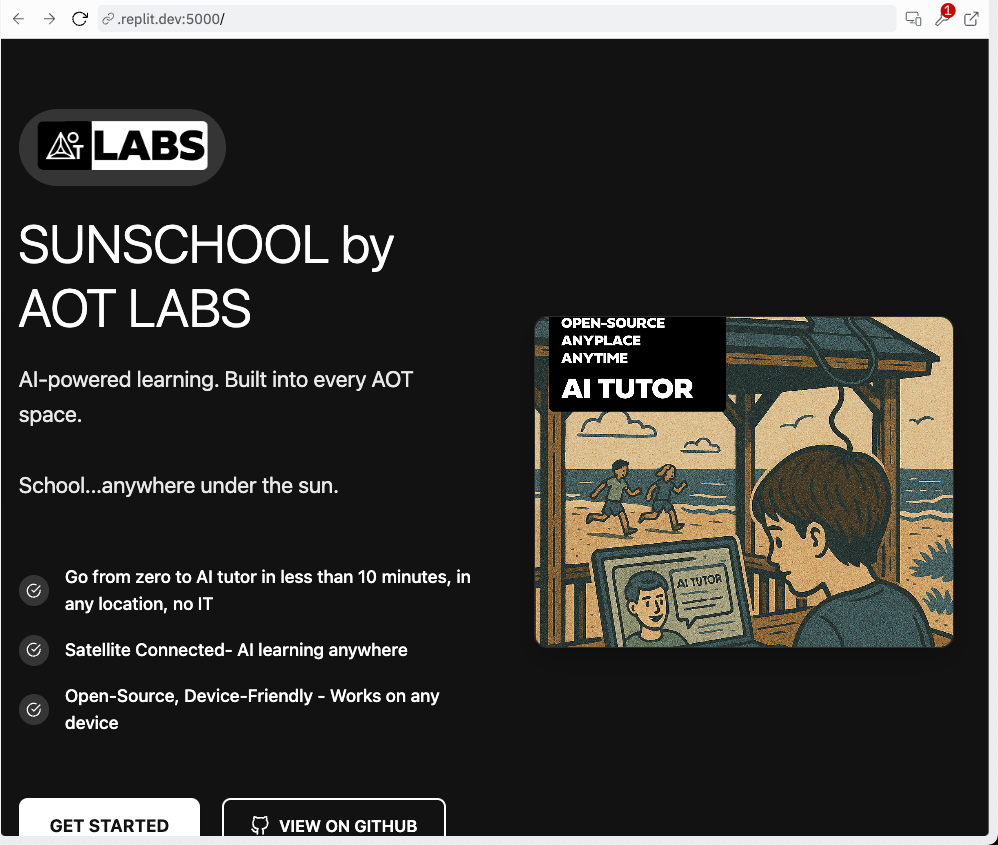 .replit.dev:5000/
1
AOT LABS
SUNSCHOOL by
AOT LABS
AI-powered learning. Built into every AOT
space.
School...anywhere under the sun.
Go from zero to AI tutor in less than 10 minutes, in
any location, no IT
Satellite Connected- AI learning anywhere
Open-Source, Device-Friendly - Works on any
device
GET STARTED
VIEW ON GITHUB
OPEN-SOURCE
ANYPLACE
ANYTIME
AI TUTOR
AI TUTOR